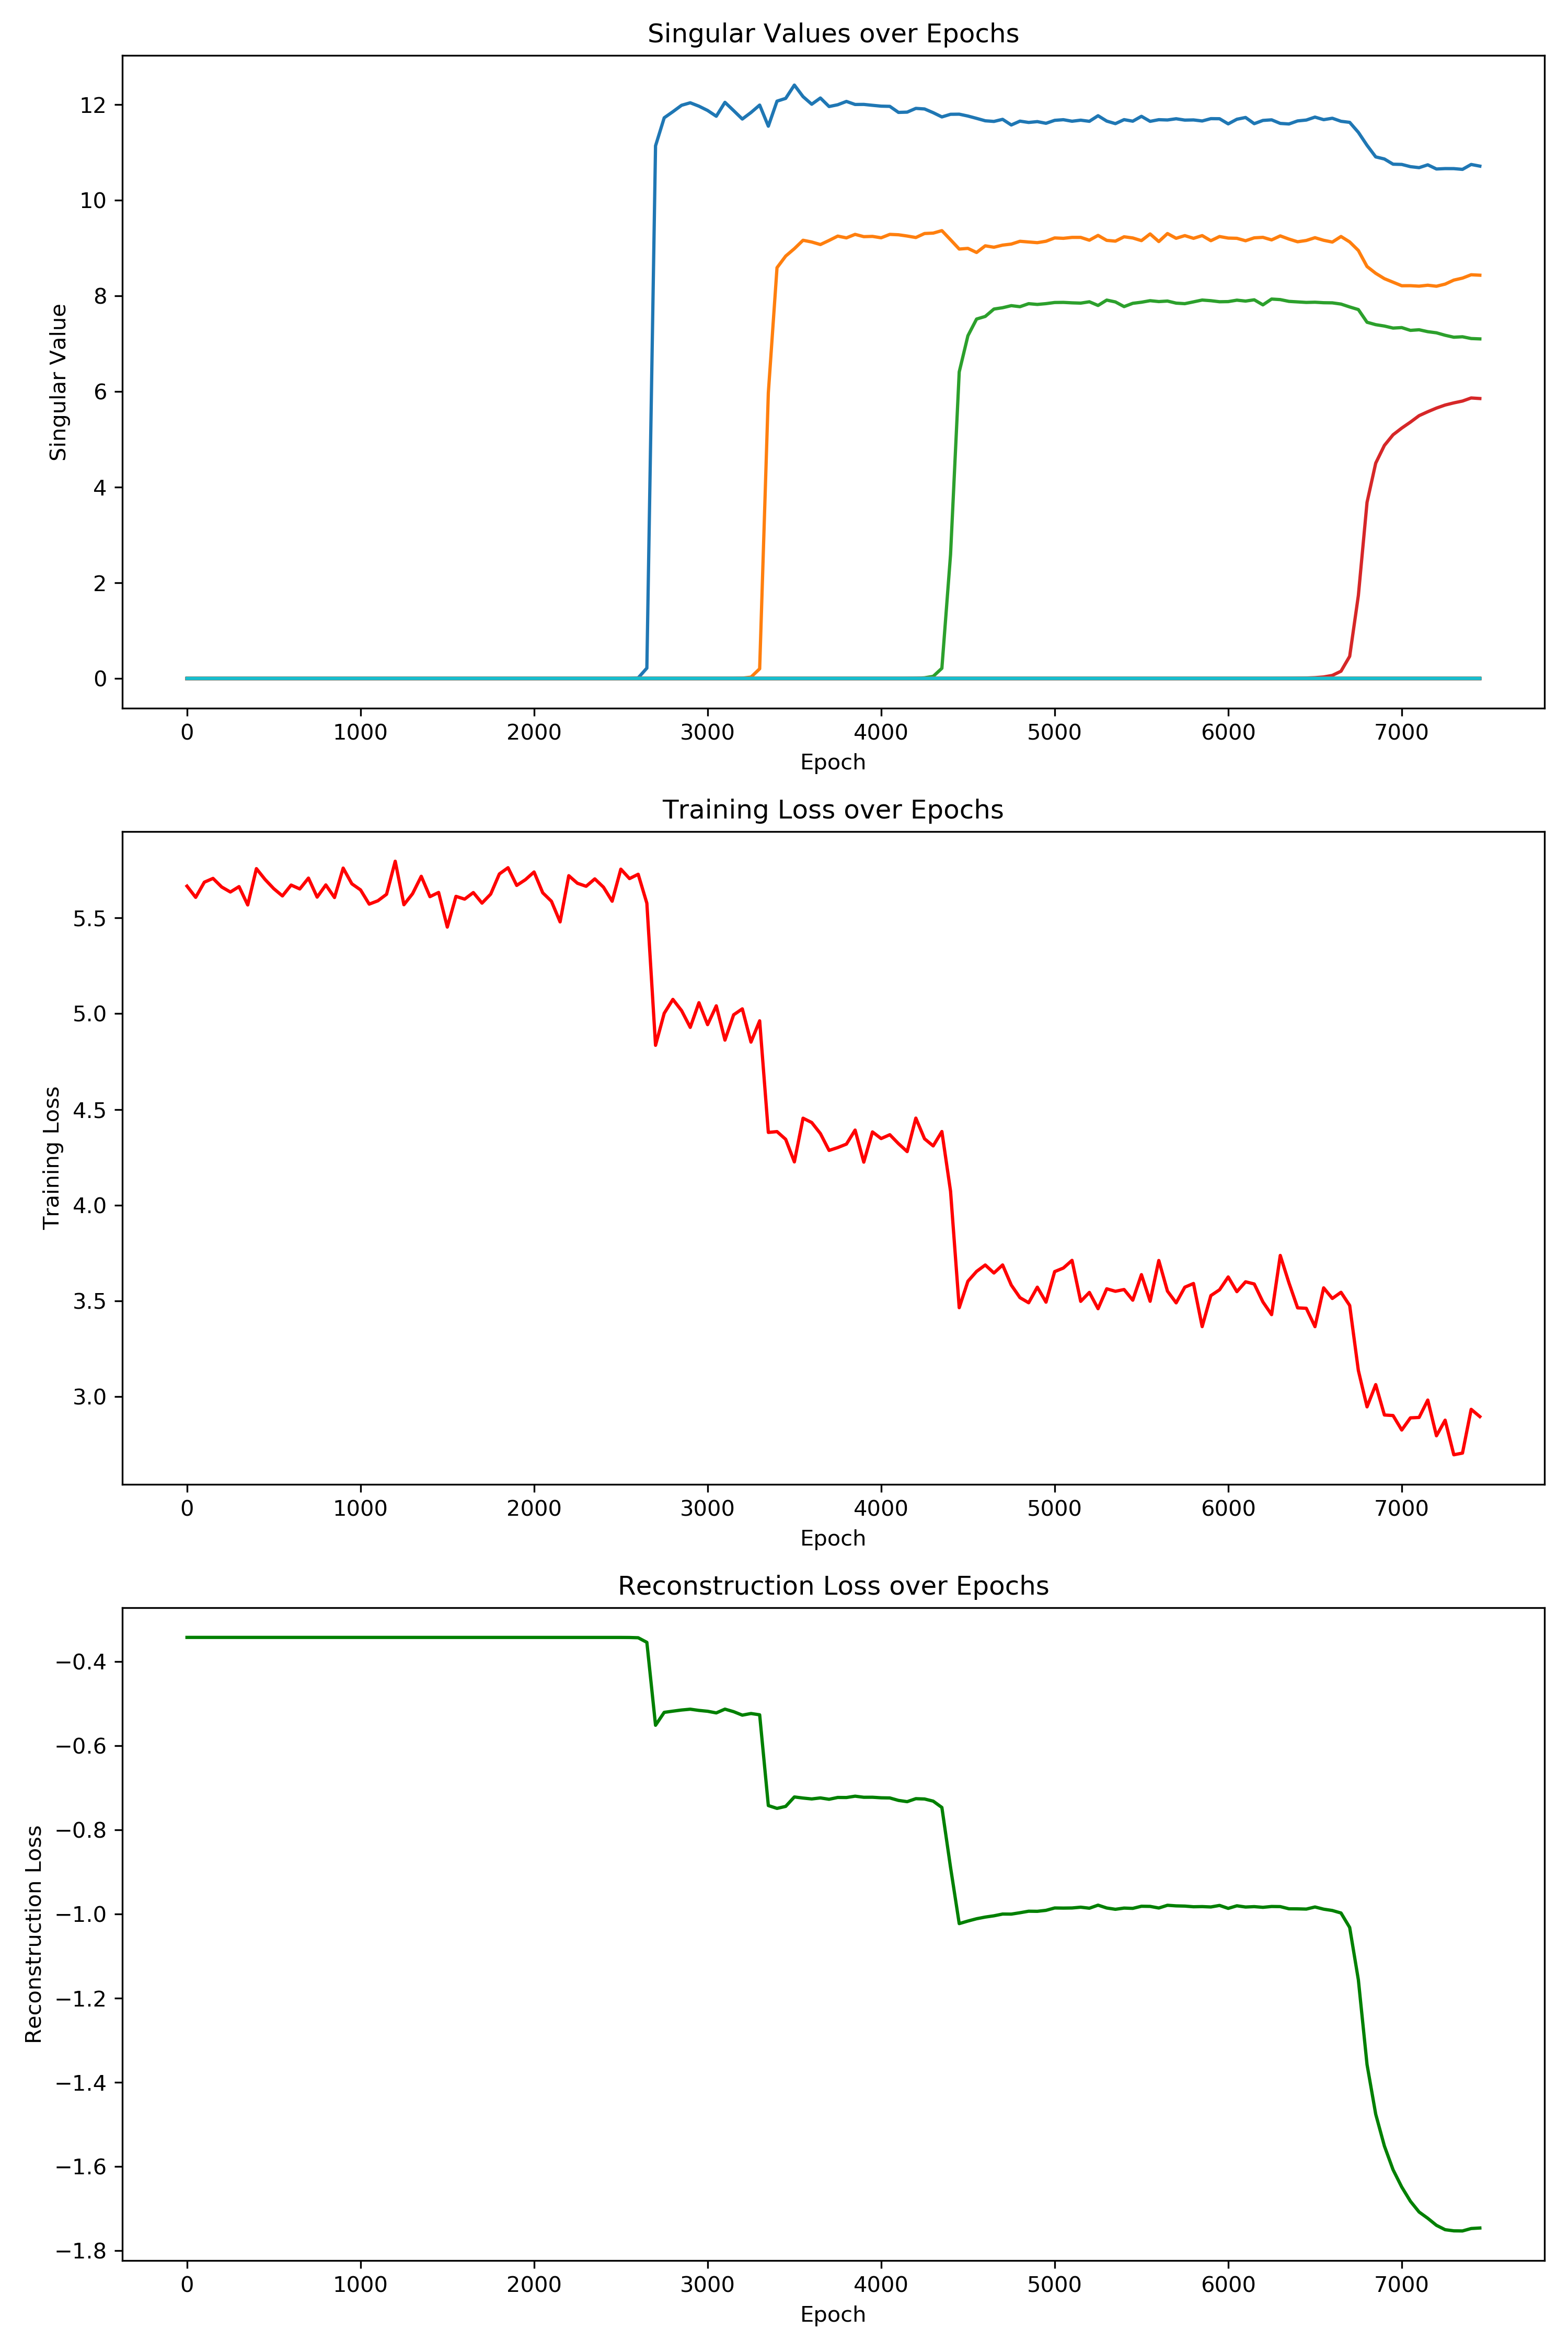 Singular Values over Epochs
Singular Value
12
10
8
6
4
2
0
0 1000 2000 3000 4000 5000 6000 7000
Epoch
Training Loss over Epochs
Training Loss
5.5
5.0
4.5
4.0
3.5
3.0
0 1000 2000 3000 4000 5000 6000 7000
Epoch
Reconstruction Loss over Epochs
Reconstruction Loss
−0.4
−0.6
−0.8
−1.0
−1.2
−1.4
−1.6
−1.8
0 1000 2000 3000 4000 5000 6000 7000
Epoch